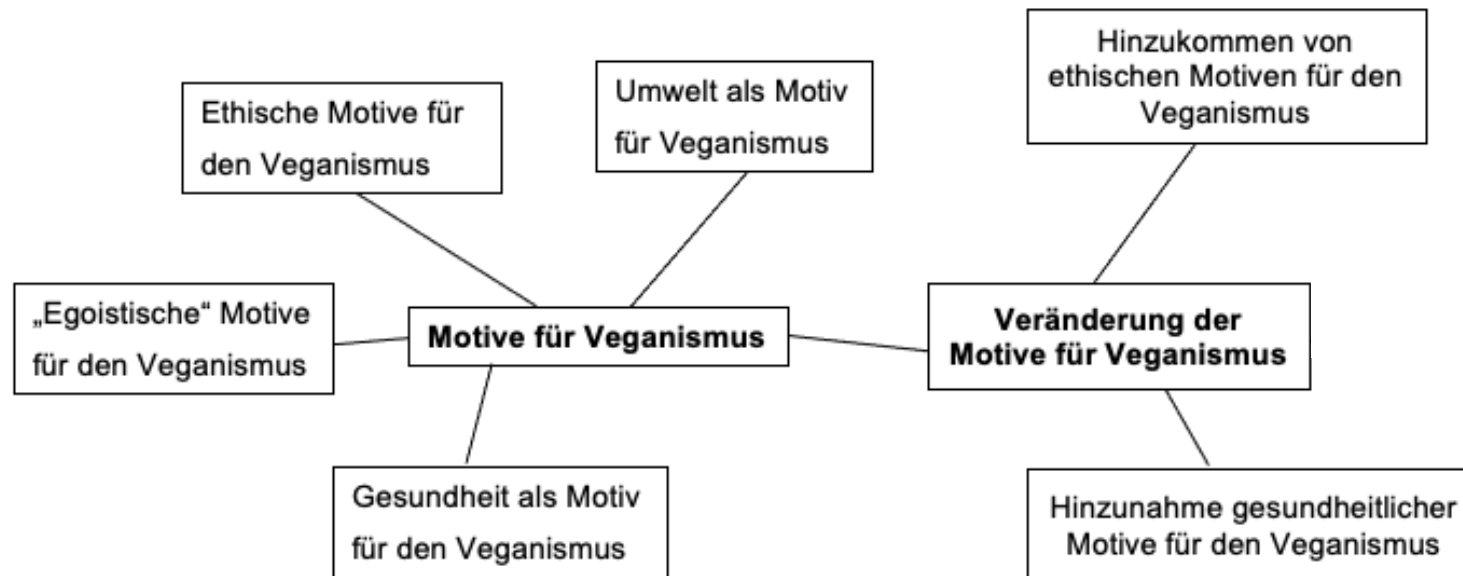 Hinzukommen von
ethischen Motiven für den
Veganismus
Ethische Motive für
den Veganismus
Umwelt als Motiv
für Veganismus
„Egoistische“ Motive
für den Veganismus
Motive für Veganismus
Veränderung der
Motive für Veganismus
Gesundheit als Motiv
für den Veganismus
Hinzunahme gesundheitlicher
Motive für den Veganismus